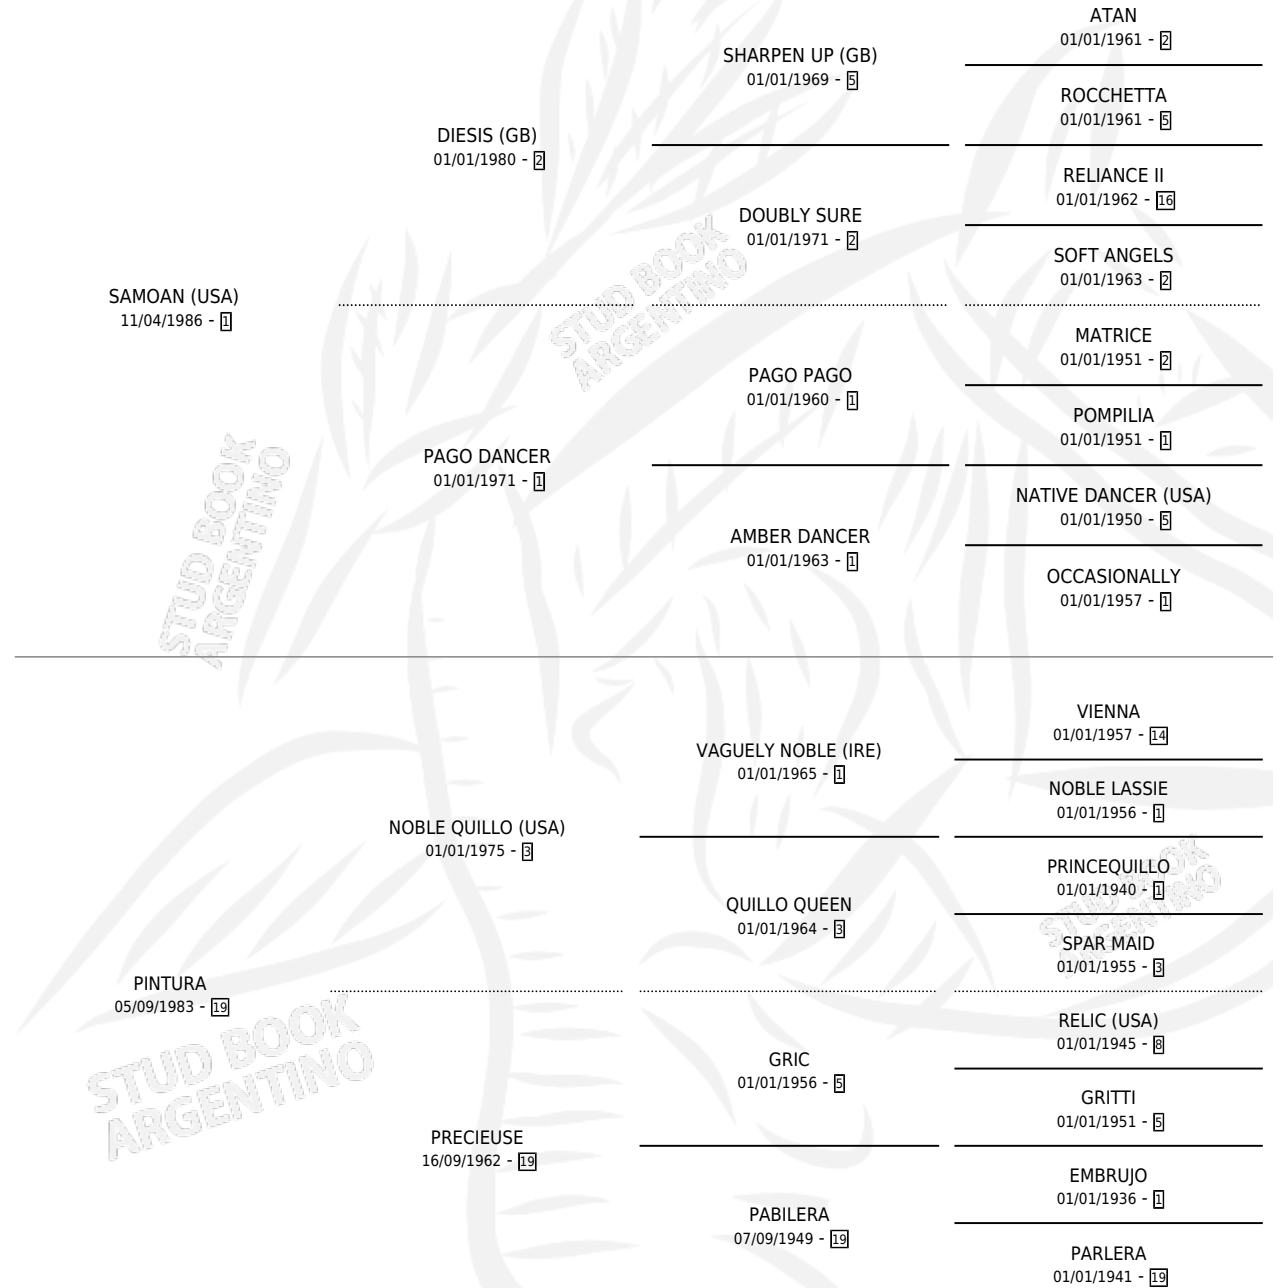 ATAN
01/01/1961 - 2
SHARPEN UP (GB)
01/01/1969 - 5
ROCCHETTA
01/01/1961 - 5
DIESIS (GB)
01/01/1980 - 2
RELIANCE II
01/01/1962 - 16
DOUBLY SURE
01/01/1971 - 2
SOFT ANGELS
01/01/1963 - 2
SAMOAN (USA)
11/04/1986 - 1
STUD BOOK
ARGENTINO
MATRICE
01/01/1951 - 2
PAGO PAGO
01/01/1960 - 1
POMPILIA
01/01/1951 - 1
PAGO DANCER
01/01/1971 - 1
NATIVE DANCER (USA)
01/01/1950 - 5
AMBER DANCER
01/01/1963 - 1
OCCASIONALLY
01/01/1957 - 1
STUD BOOK
ARGENTINO
VIENNA
01/01/1957 - 14
VAGUELY NOBLE (IRE)
01/01/1965 - 1
NOBLE LASSIE
01/01/1956 - 1
NOBLE QUILLO (USA)
01/01/1975 - 3
PRINCEQUILLO
01/01/1940 - 1
QUILLO QUEEN
01/01/1964 - 3
SPAR MAID
01/01/1955 - 3
STUD BOOK
ARGENTINO
PINTURA
05/09/1983 - 19
RELIC (USA)
01/01/1945 - 8
GRIC
01/01/1956 - 5
GRITTI
01/01/1951 - 5
STUD BOOK
ARGENTINO
PRECIEUSE
16/09/1962 - 19
EMBRUJO
01/01/1936 - 1
PABILERA
07/09/1949 - 19
PARLERA
01/01/1941 - 19